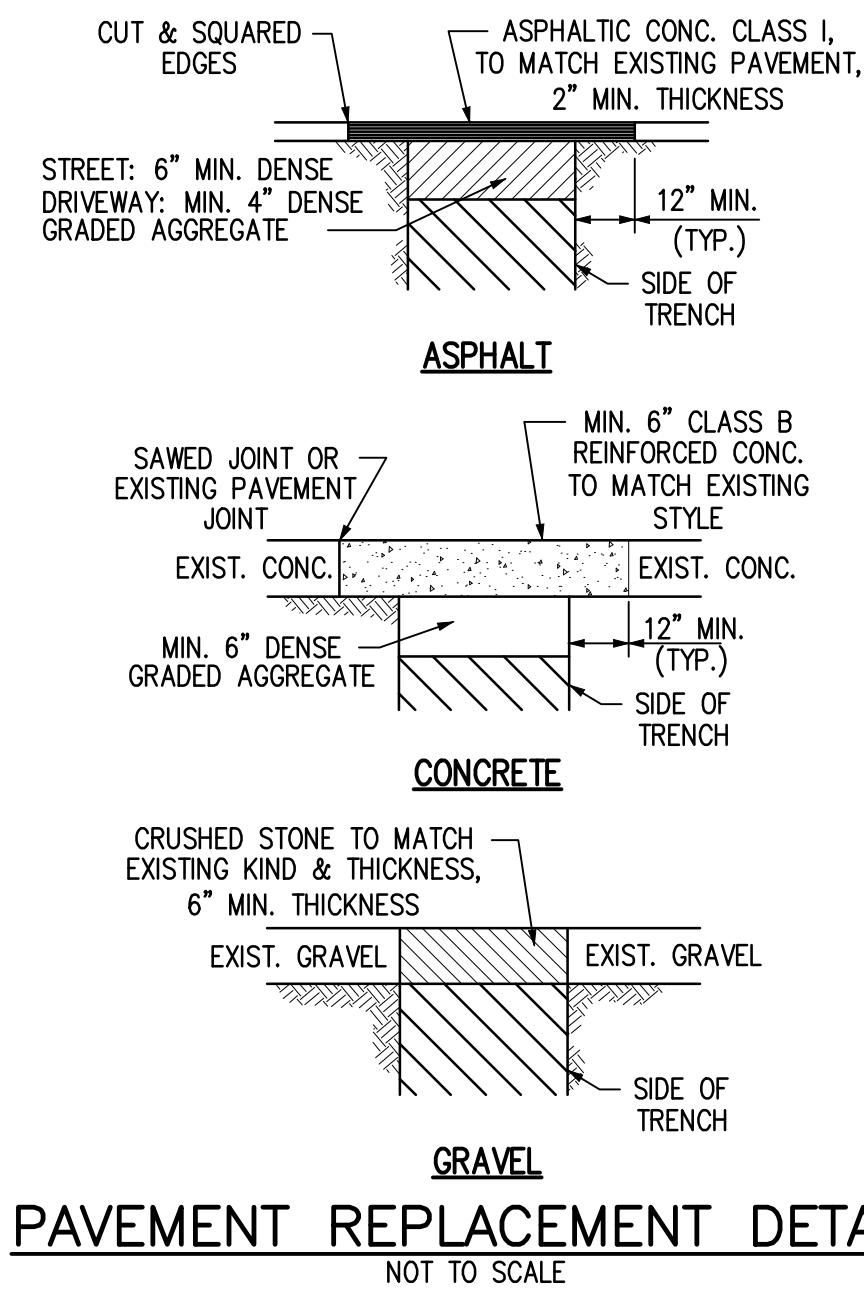 CUT & SQUARED
EDGES
ASPHALTIC CONC. CLASS I,
TO MATCH EXISTING PAVEMENT,
2" MIN. THICKNESS
STREET: 6" MIN. DENSE
DRIVEWAY: MIN. 4" DENSE
GRADED AGGREGATE
12" MIN.
(TYP.)
SIDE OF
TRENCH
ASPHALT
SAWED JOINT OR
EXISTING PAVEMENT
JOINT
MIN. 6" CLASS B
REINFORCED CONC.
TO MATCH EXISTING
STYLE
EXIST. CONC.
EXIST. CONC.
MIN. 6" DENSE
GRADED AGGREGATE
12" MIN.
(TYP.)
SIDE OF
TRENCH
CONCRETE
CRUSHED STONE TO MATCH
EXISTING KIND & THICKNESS,
6" MIN. THICKNESS
EXIST. GRAVEL
EXIST. GRAVEL
SIDE OF
TRENCH
GRAVEL
PAVEMENT REPLACEMENT DETA
NOT TO SCALE